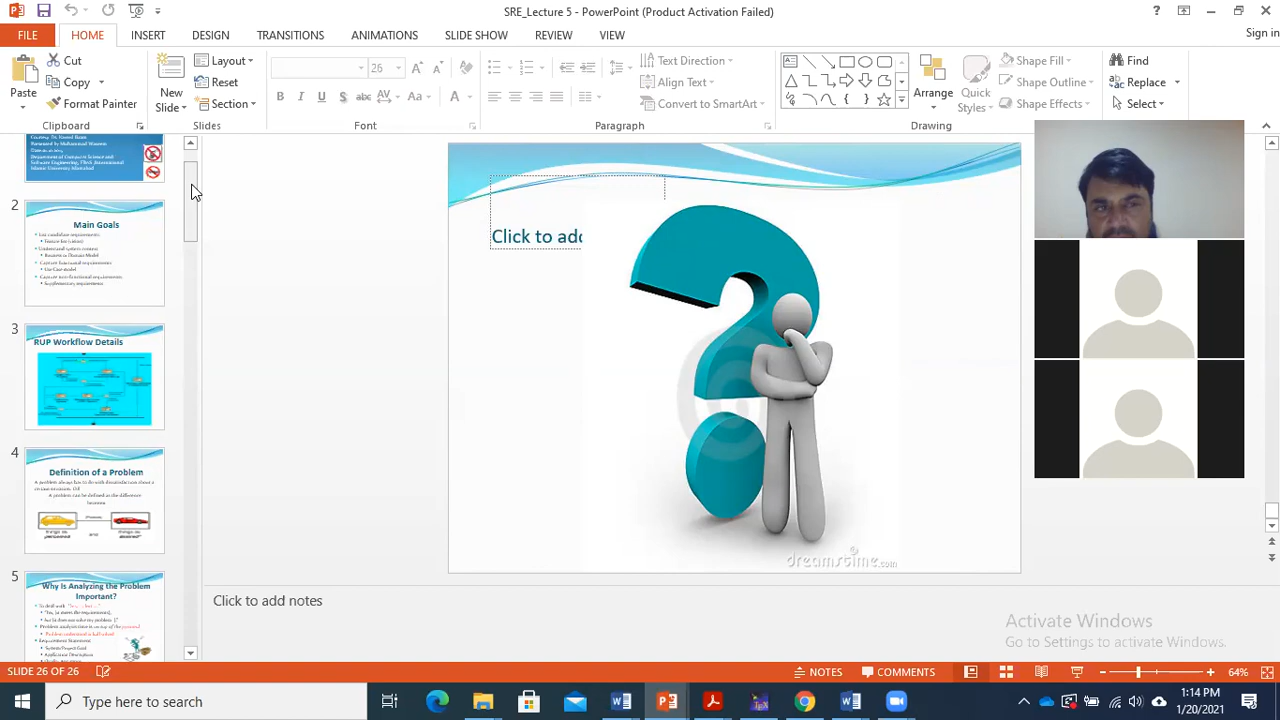 SRE_Lecture 5 - PowerPoint (Product Activation Failed)
FILE HOME INSERT DESIGN TRANSITIONS ANIMATIONS SLIDE SHOW REVIEW VIEW Sign in
Cut
Copy
Format Painter
Paste
Clipboard
New Slide
Layout
Reset
Section
Slides
26
Font
Text Direction
Align Text
Convert to SmartArt
Paragraph
Arrange
Quick Styles
Shape Fill
Shape Outline
Shape Effects
Drawing
Find
Replace
Select
Editing
2
Main Goals
3
RUP Workflow Details
4
Definition of a Problem
5
Why Is Analyzing the Problem
Important?
Click to add
dreamstime.com
Click to add notes
Activate Windows
Go to Settings to activate Windows.
SLIDE 26 OF 26
NOTES COMMENTS 64%
Type here to search
1:14 PM
1/20/2021